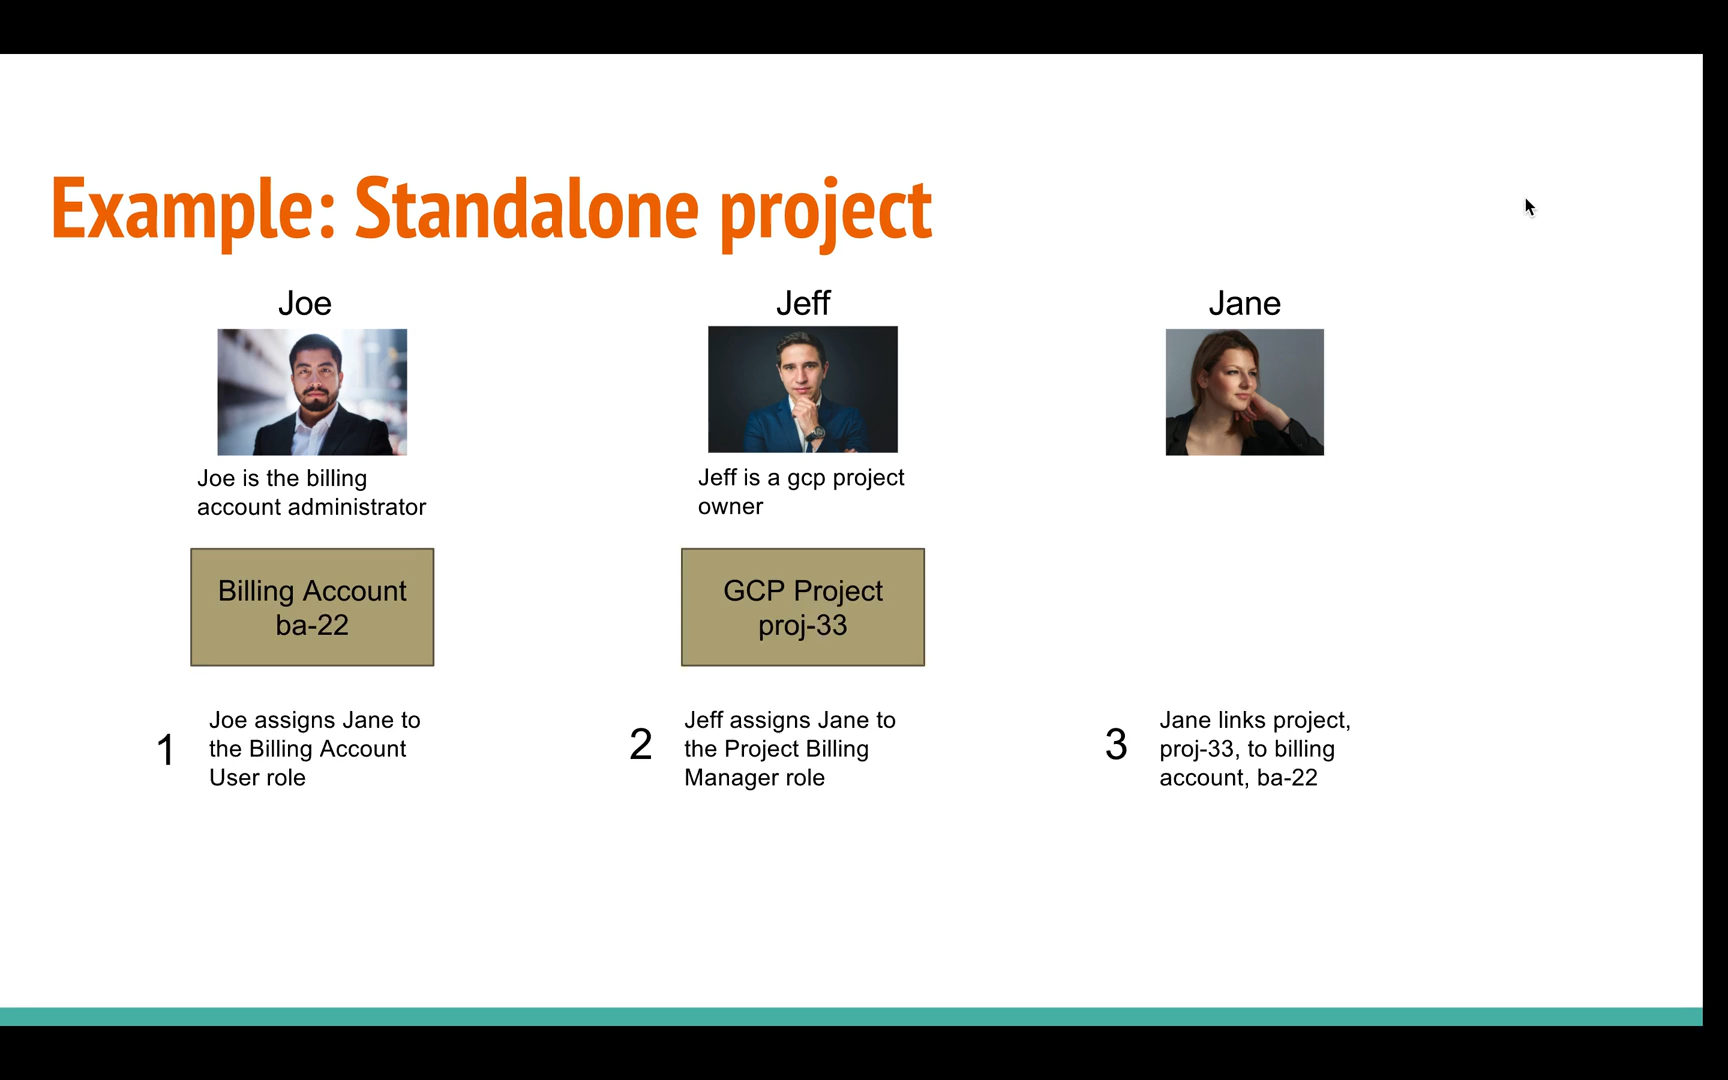 Example: Standalone project
Joe
Jeff
Jane
Joe is the billing
account administrator
Jeff is a gcp project
owner
Billing Account
ba-22
GCP Project
proj-33
1
Joe assigns Jane to
the Billing Account
User role
2
Jeff assigns Jane to
the Project Billing
Manager role
3
Jane links project,
proj-33, to billing
account, ba-22